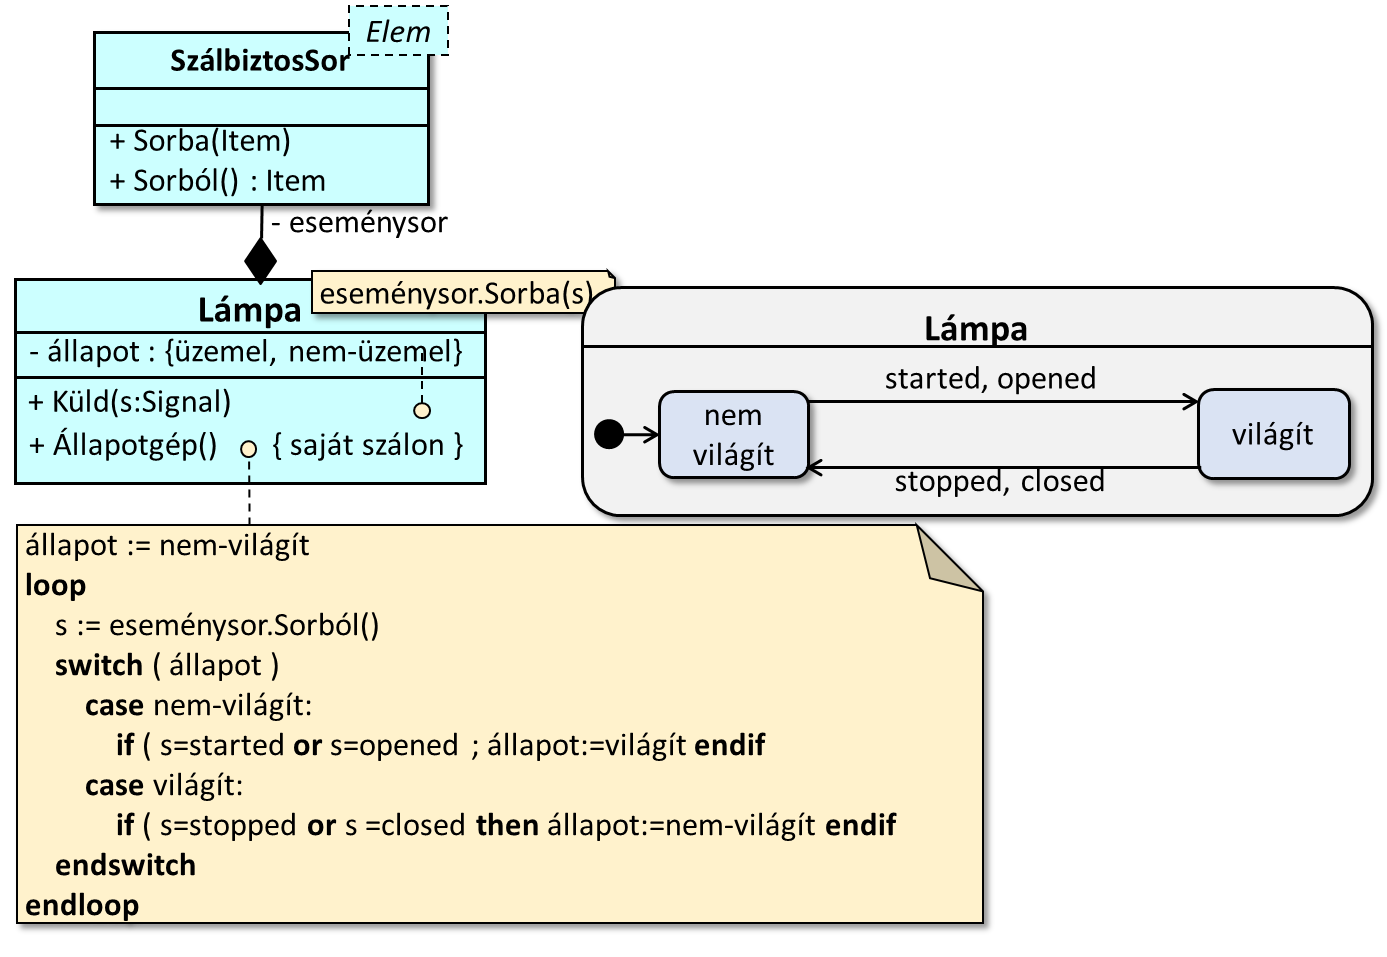 Elem
SzálbiztosSor
+ Sorba(Item)
+ Sorból() : Item
- eseménysor
eseménysor.Sorba(s)
Lámpa
- állapot : {üzemel, nem-üzemel}
+ Küld(s:Signal)
+ Állapotgép() { saját szálon }
Lámpa
started, opened
nem
világít
világít
stopped, closed
állapot := nem-világít
loop
s := eseménysor.Sorból()
switch ( állapot )
case nem-világít:
if ( s=started or s=opened ; állapot:=világít endif
case világít:
if ( s=stopped or s =closed then állapot:=nem-világít endif
endswitch
endloop